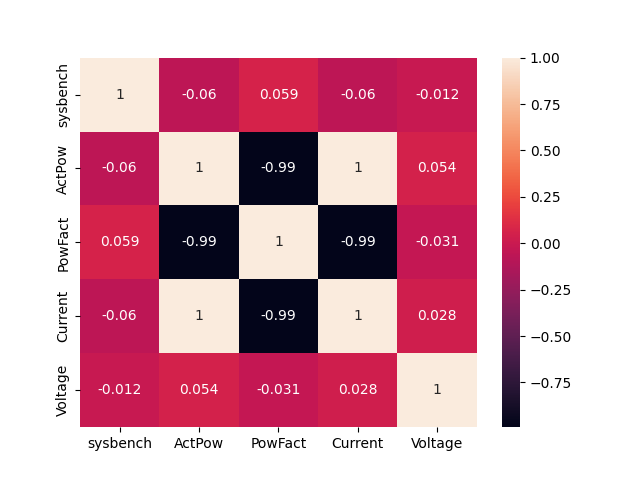 sysbench 1 -0.06 0.059 -0.06 -0.012
ActPow -0.06 1 -0.99 1 0.054
PowFact 0.059 -0.99 1 -0.99 -0.031
Current -0.06 1 -0.99 1 0.028
Voltage -0.012 0.054 -0.031 0.028 1
sysbench ActPow PowFact Current Voltage
1.00
0.75
0.50
0.25
0.00
−0.25
−0.50
−0.75